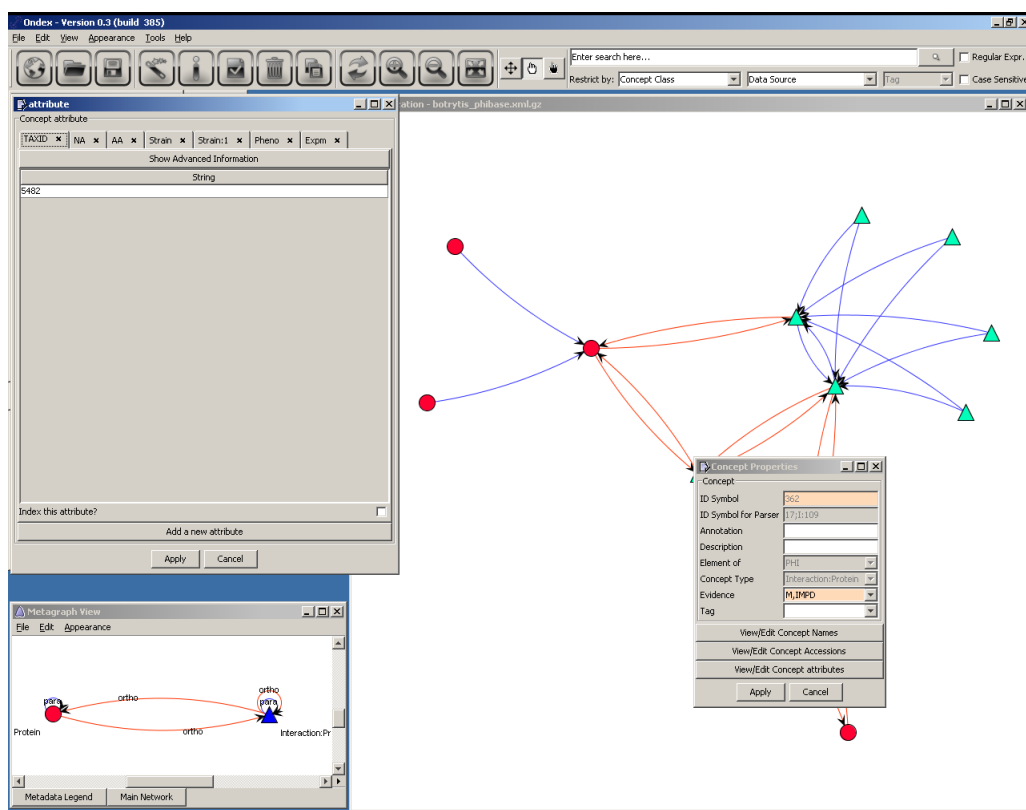 Ondex - Version 0.3 (build 385)
File Edit View Appearance Tools Help
Enter search here...
Regular Expr.
Restrict by: Concept Class Data Source Tag Case Sensitive
attribute
ration - botrytis_phibase.xml.gz
Concept attribute
TAXID NA AA Strain Strain:1 Pheno Expm
Show Advanced Information
String
5482
Index this attribute?
Add a new attribute
Apply Cancel
Concept Properties
Concept
ID Symbol 362
ID Symbol for Parser 17;I:109
Annotation
Description
Element of PHI
Concept Type Interaction:Protein
Evidence M,IMPD
Tag
View/Edit Concept Names
View/Edit Concept Accessions
View/Edit Concept attributes
Apply Cancel
Metagraph View
File Edit Appearance
ortho
ortho
para
para
ortho
Protein
Interaction:Pr
Metadata Legend Main Network